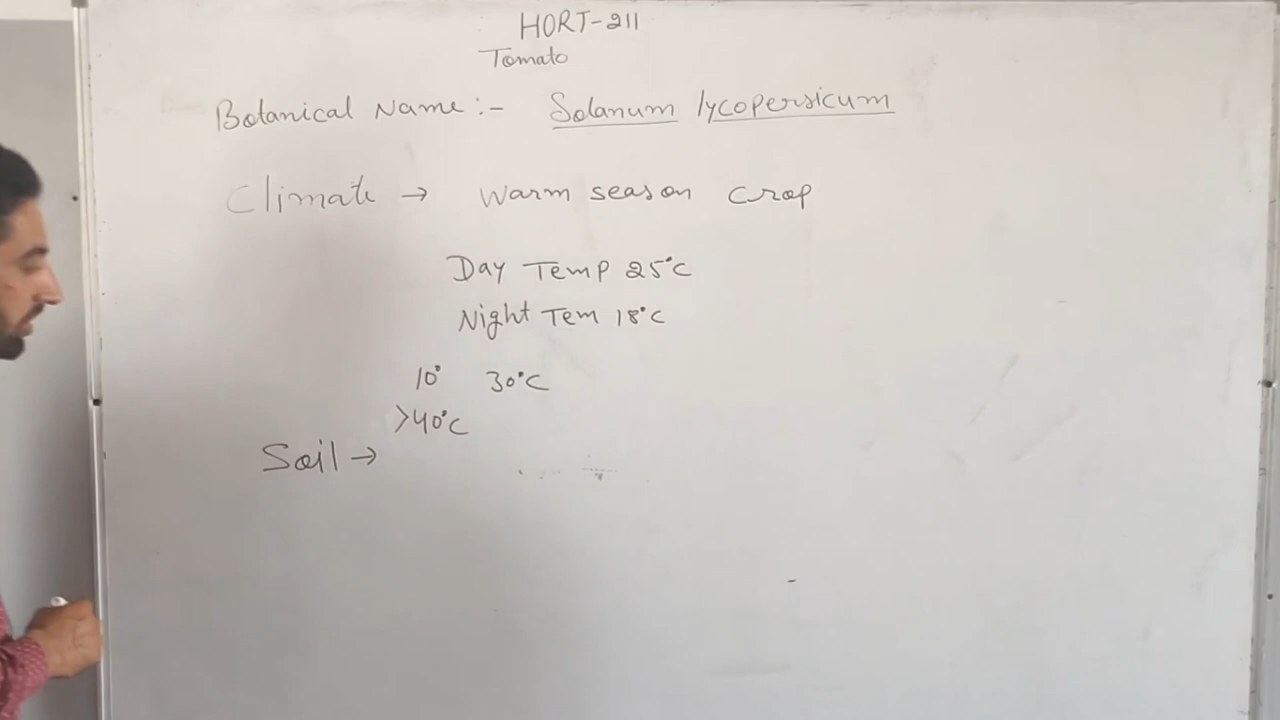 HORT-211
Tomato
Botanical Name :- Solanum lycopersicum
Climate → Warm season crop
Day Temp 25°C
Night Tem 18°C
10° 30°C
>40°C
Soil →